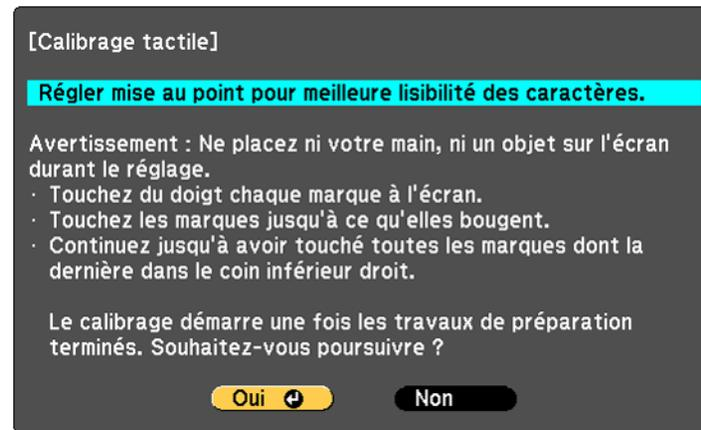 [Calibrage tactile]
Régler mise au point pour meilleure lisibilité des caractères.
Avertissement : Ne placez ni votre main, ni un objet sur l'écran
durant le réglage.
· Touchez du doigt chaque marque à l'écran.
· Touchez les marques jusqu'à ce qu'elles bougent.
· Continuez jusqu'à avoir touché toutes les marques dont la
dernière dans le coin inférieur droit.
Le calibrage démarre une fois les travaux de préparation
terminés. Souhaitez-vous poursuivre ?
Oui Non